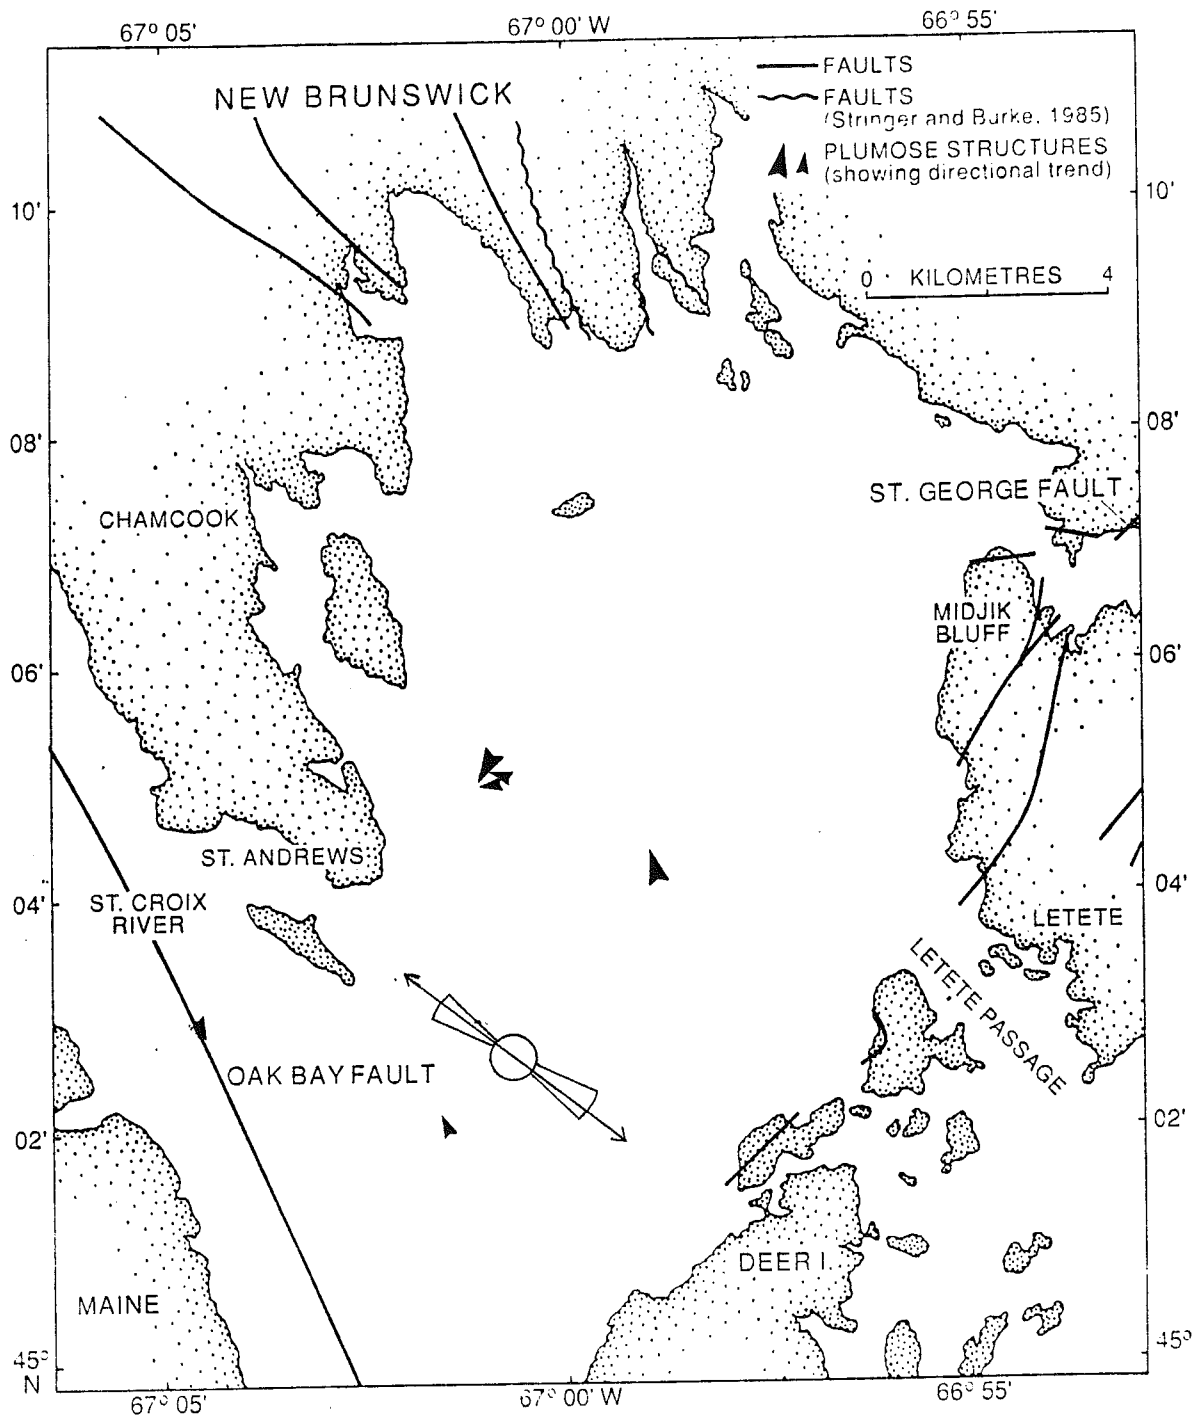 67° 05'
67° 00' W
66° 55'
FAULTS
NEW BRUNSWICK
FAULTS
(Stringer and Burke, 1985)
PLUMOSE STRUCTURES
(showing directional trend)
10'
10'
0 KILOMETRES 4
08'
08'
ST. GEORGE FAULT
CHAMCOOK
MIDJIK
BLUFF
06'
06'
ST. ANDREWS
04'
04'
ST. CROIX
RIVER
LETETE
LETETE PASSAGE
OAK BAY FAULT
02'
02'
DEER I.
MAINE
45°
N
45°
67° 05'
67° 00' W
66° 55'